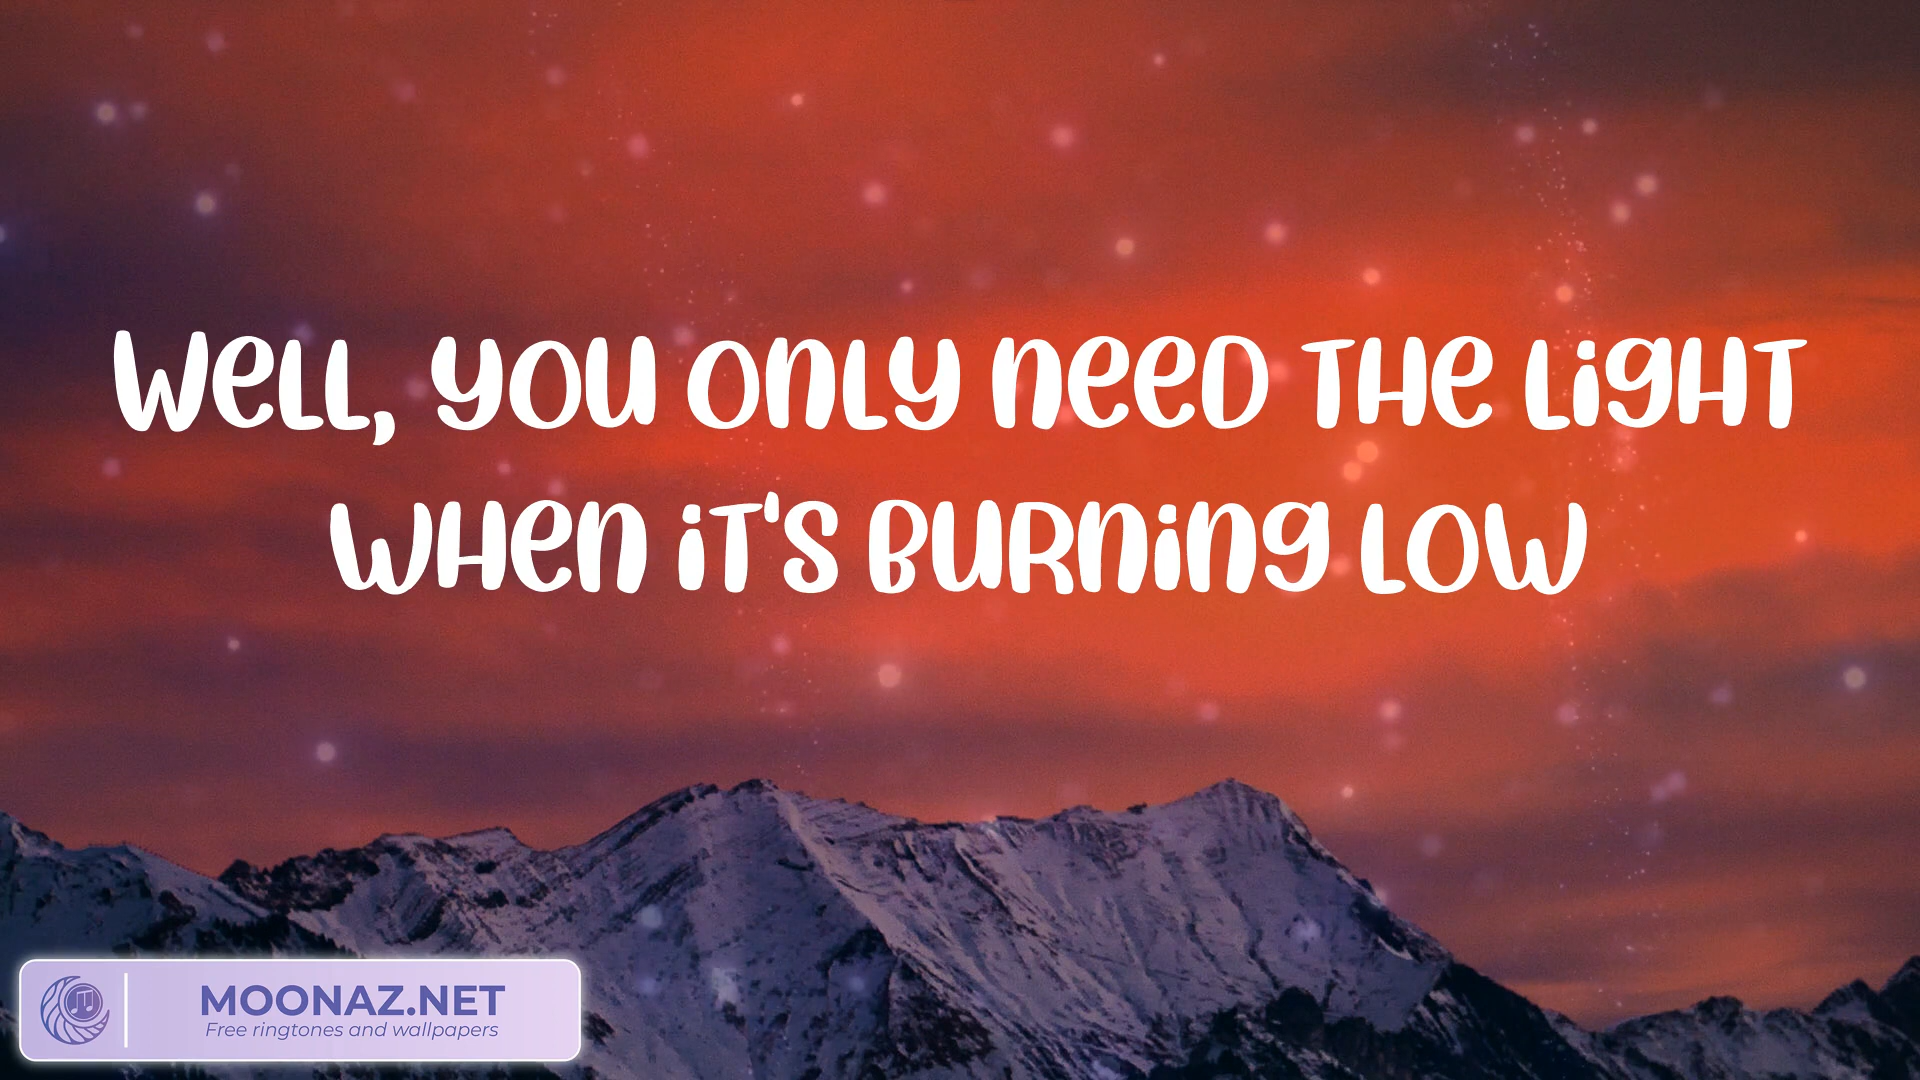 Well, you only need the light
when it's burning low
MOONAZ.NET
Free ringtones and wallpapers